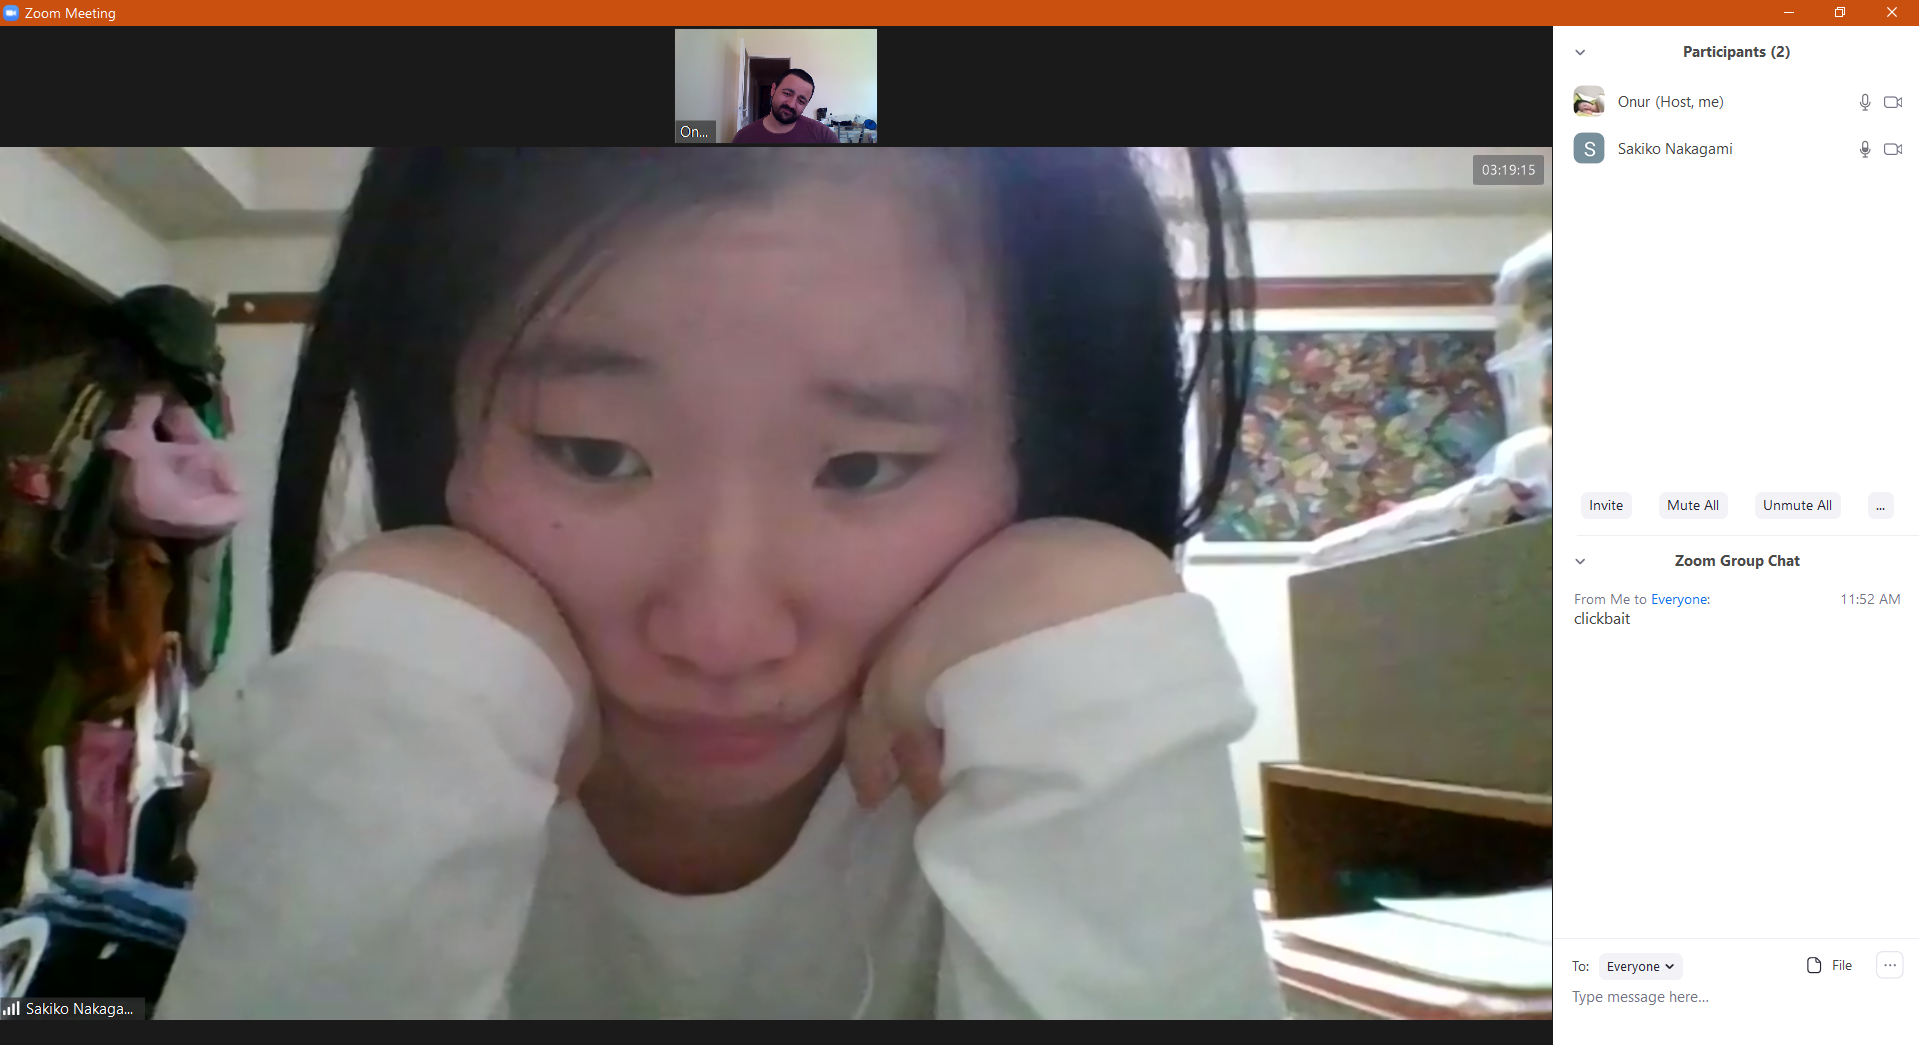 Zoom Meeting
On...
03:19:15
Sakiko Nakaga...
Participants (2)
Onur (Host, me)
S Sakiko Nakagami
Invite Mute All Unmute All ...
Zoom Group Chat
From Me to Everyone: 11:52 AM
clickbait
To: Everyone File ...
Type message here...